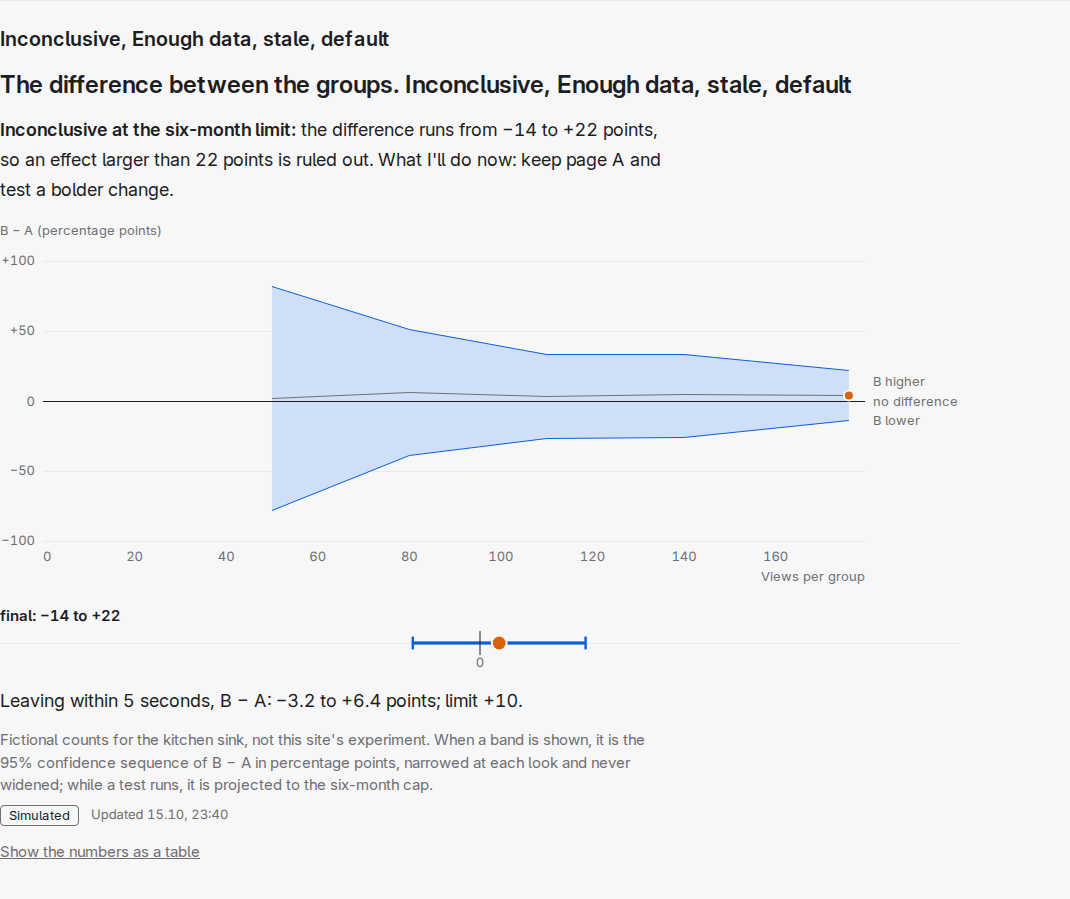 Inconclusive, Enough data, stale, default
The difference between the groups. Inconclusive, Enough data, stale, default
Inconclusive at the six-month limit: the difference runs from −14 to +22 points,
so an effect larger than 22 points is ruled out. What I'll do now: keep page A and
test a bolder change.
B − A (percentage points)
+100
+50
0
−50
−100
B higher
no difference
B lower
0 20 40 60 80 100 120 140 160
Views per group
final: −14 to +22
0
Leaving within 5 seconds, B − A: −3.2 to +6.4 points; limit +10.
Fictional counts for the kitchen sink, not this site's experiment. When a band is shown, it is the
95% confidence sequence of B − A in percentage points, narrowed at each look and never
widened; while a test runs, it is projected to the six-month cap.
Simulated Updated 15.10, 23:40
Show the numbers as a table